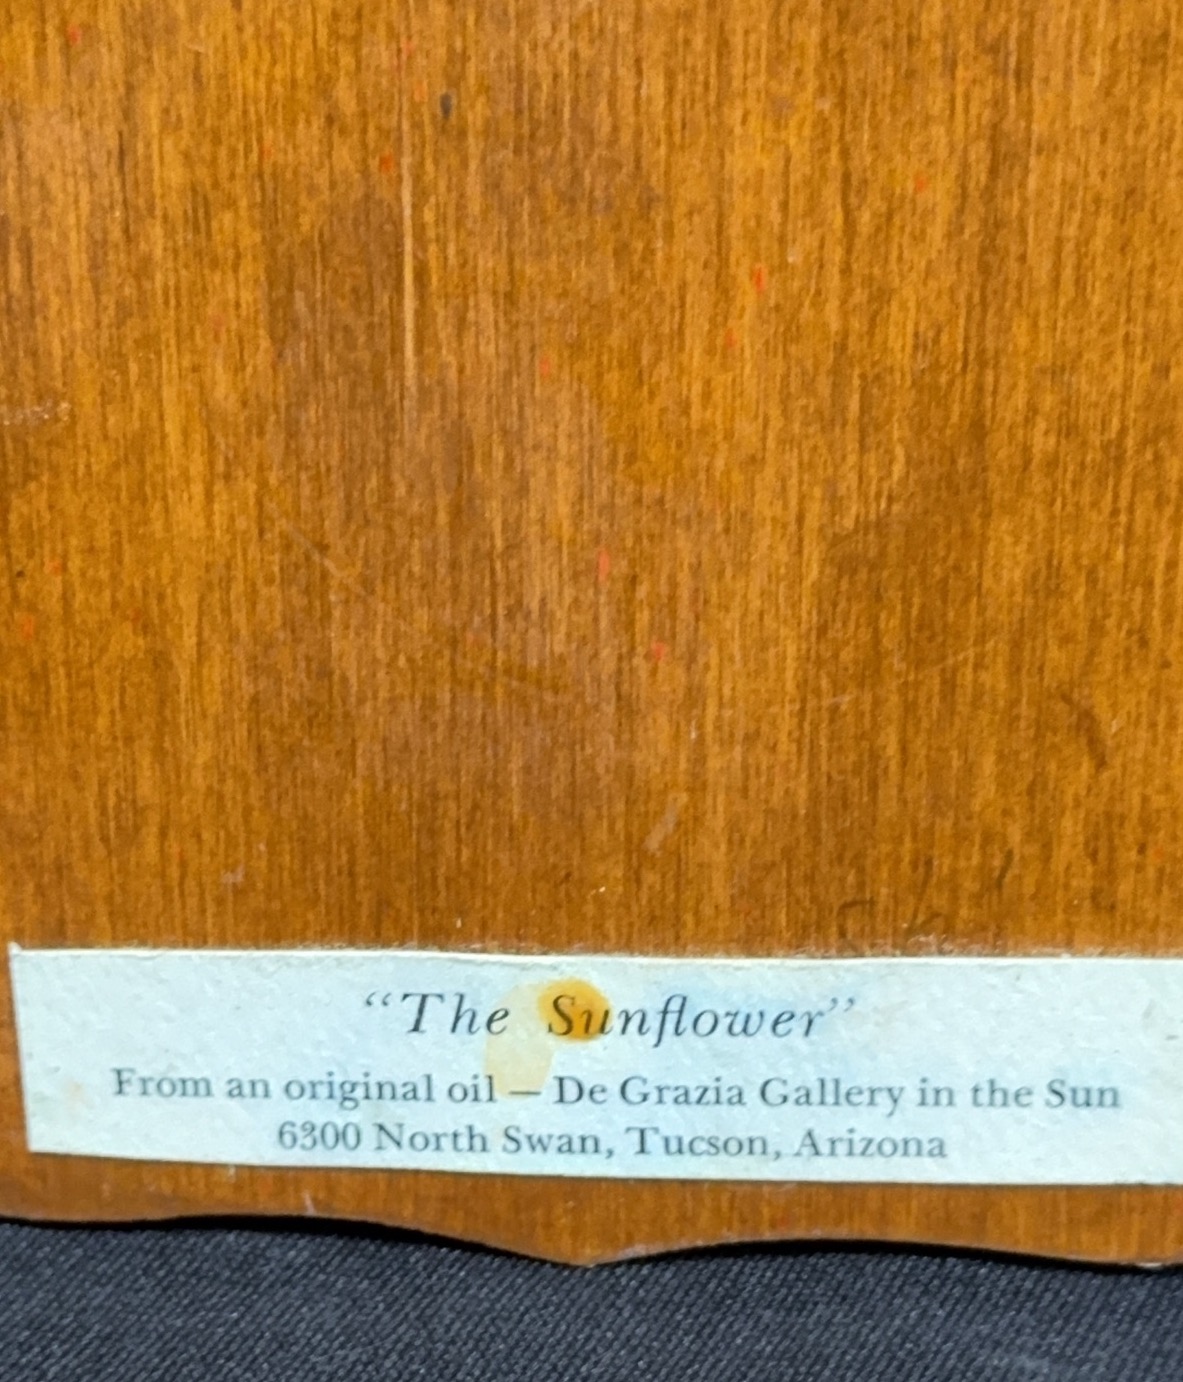 “The Sunflower”
From an original oil — De Grazia Gallery in the Sun
6300 North Swan, Tucson, Arizona